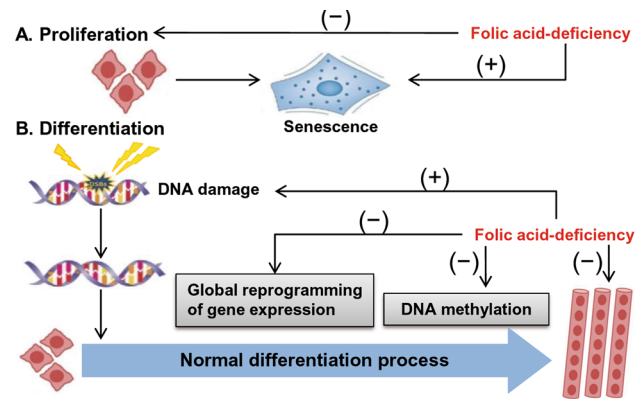 (−)
A. Proliferation
Folic acid-deficiency
(+)
Senescence
B. Differentiation
DSBs
DNA damage
(+)
(−)
Folic acid-deficiency
(−)
(−)
Global reprogramming
of gene expression
DNA methylation
Normal differentiation process